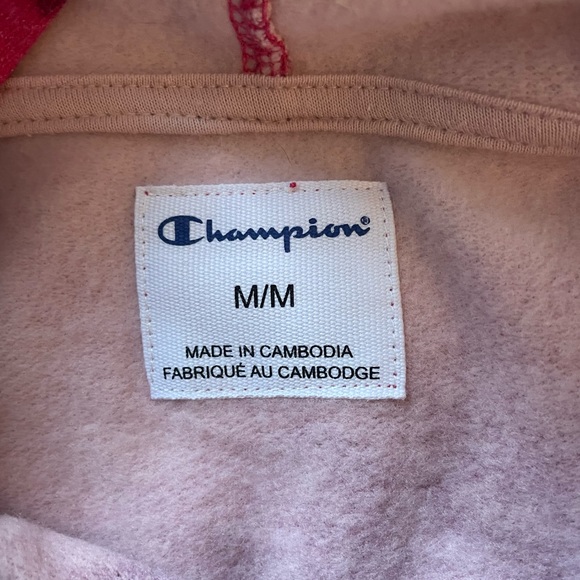 Champion®
M/M
MADE IN CAMBODIA
FABRIQUÉ AU CAMBODGE